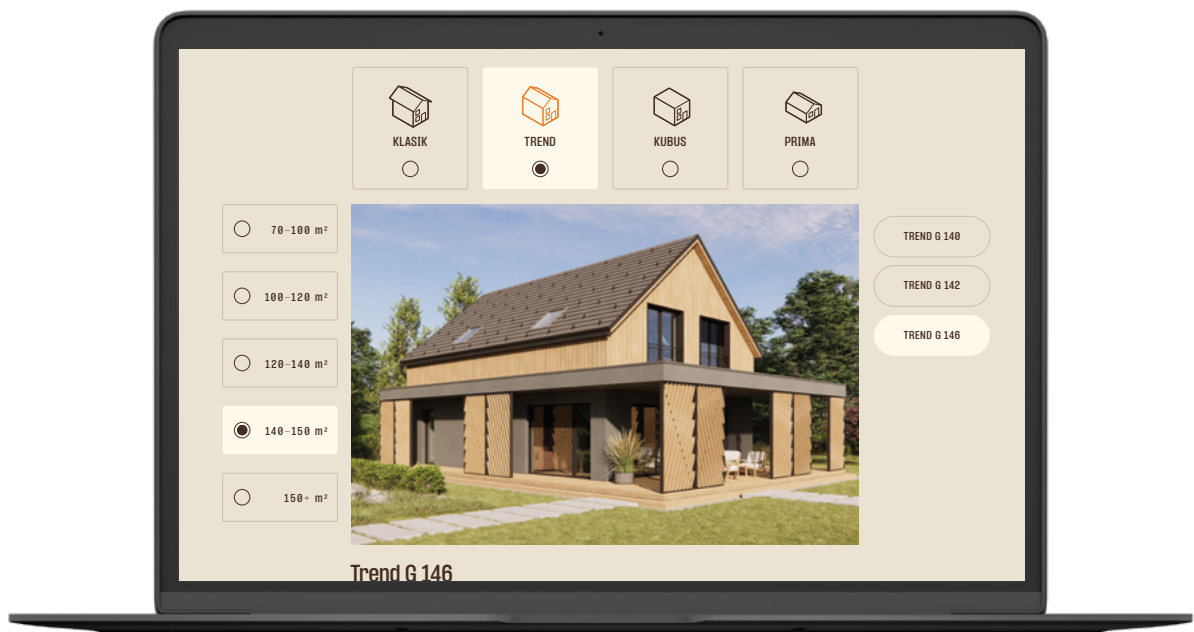 KLASIK
TREND
KUBUS
PRIMA
70–100 m²
100–120 m²
120–140 m²
140–150 m²
150+ m²
TREND G 140
TREND G 142
TREND G 146
Trend G 146